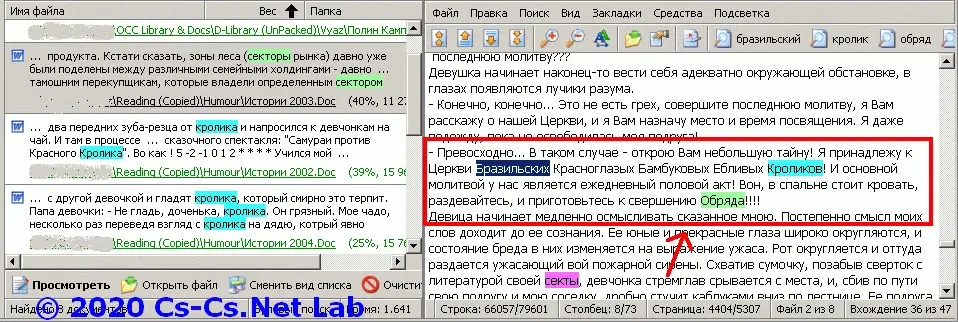 Имя файла Вес Папка
\OCC Library & Docs\D-Library (UnPacked)\Vyaz\Полин Камп
... продукта. Кстати сказать, зоны леса (секторы рынка) давно уже
были поделены между различными семейными холдингами - давно ...
тамошним перекупщикам, которые владели определенным сектором
\Reading (Copied)\Humour\Истории 2003.Doc (40%, 11 27
... два передних зуба-резца от кролика и напросился к девчонкам на
чай. И там в процессе ... сказочного спектакля: "Самураи против
Красного Кролика". Во как ! 5 -2 -1 0 1 2 * * * * Учился мой ...
\Reading (Copied)\Humour\Истории 2002.Doc (39%, 15 96
... с другой девочкой и гладят кролика, который смирно это терпит.
Папа девочки: - Не гладь, доченька, кролика. Он грязный. Мое чадо,
несколько раз переведя взгляд с кролика на дядю, котрый явно
\Reading (Copied)\Humour\Истории 2004.Doc (25%, 14 76
Просмотреть Открыть файл Сменить вид списка Очистит
Найдено 3 документов поиск Время: 1.641
© 2020 Cs-Cs.Net Lab
Файл Правка Поиск Вид Закладки Средства Подсветка
бразильский кролик обряд
последнюю молитву???
Девушка начинает наконец-то вести себя адекватно окружающей обстановке, в
глазах появляются лучики разума.
- Конечно, конечно... Это не есть грех, совершите последнюю молитву, я Вам
расскажу о нашей Церкви, и я Вам назначу место и время посвящения. Я даже
подожду, пока не освободилась моя подруга!
- Превосходно... В таком случае - открою Вам небольшую тайну! Я принадлежу к
Церкви Бразильских Красноглазых Бамбуковых Ебливых Кроликов! И основной
молитвой у нас является ежедневный половой акт! Вон, в спальне стоит кровать,
раздевайтесь, и приготовьтесь к свершению Обряда!!!!
Девица начинает медленно осмысливать сказанное мною. Постепенно смысл моих
слов доходит до ее сознания. Ее юные и прекрасные глаза широко округляются, и
состояние бреда в них изменяется на выражение ужаса. Рот округляется и оттуда
раздается ужасающий вой пожарной сирены. Схватив сумочку, позабыв сверток с
литературой своей секты, девчонка стремглав срывается с места, и, сбив по пути
свою подругу и мою соседку, дробно стучит каблуками вниз по лестнице. Ее подруга
Строка: 66057/79601 Столбец: 8/73 Страница: 4404/5307 Файл 2 из 8 Вхождение 36 из 47